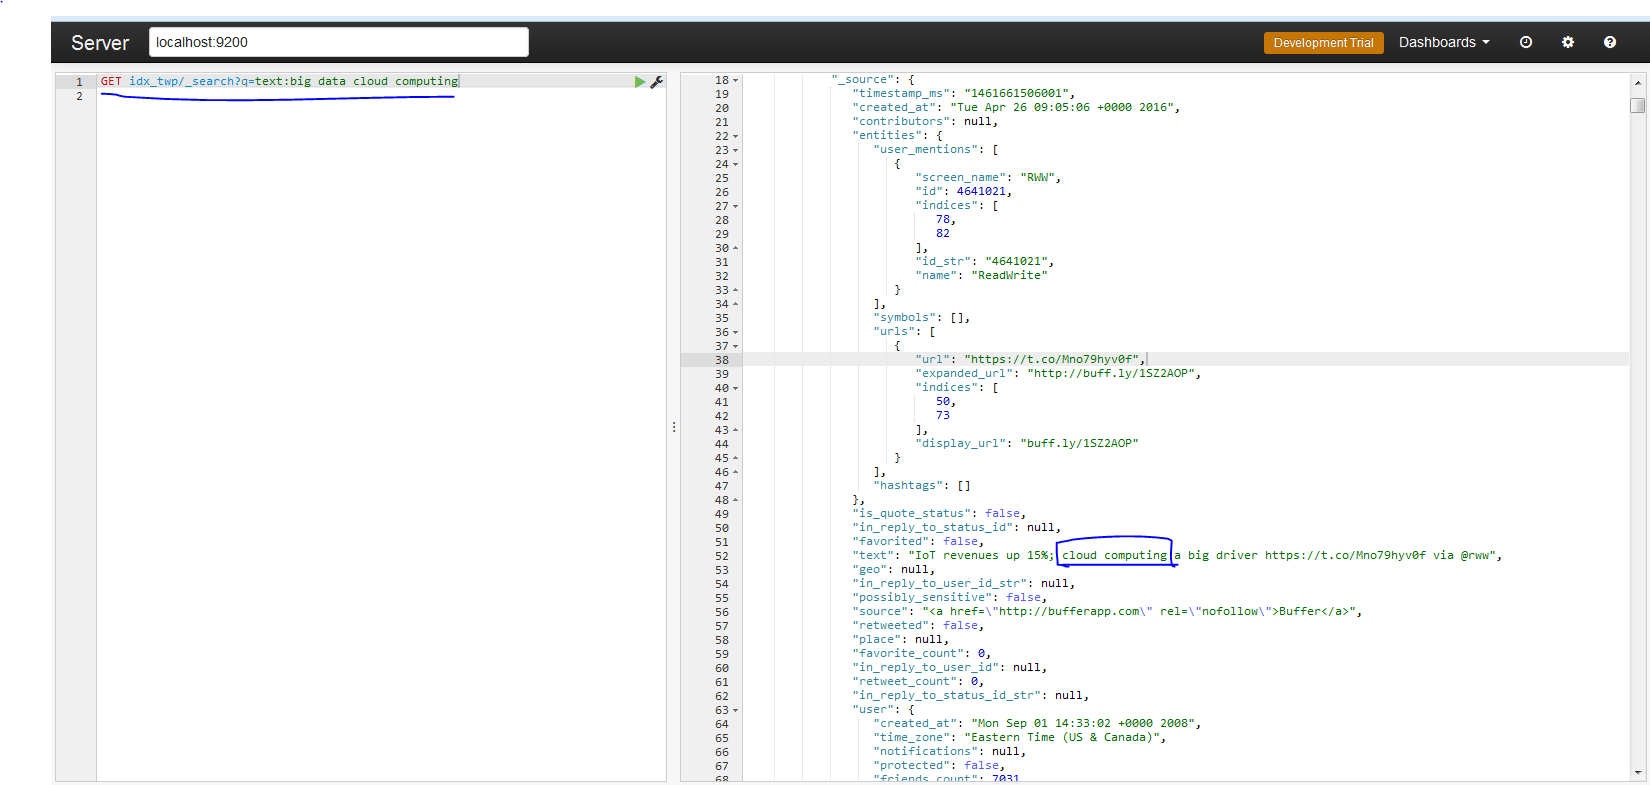 Server localhost:9200 Development Trial Dashboards
1 GET idx_twp/_search?q=text:big data cloud computing
2
18 "_source": {
19 "timestamp_ms": "1461661506001",
20 "created_at": "Tue Apr 26 09:05:06 +0000 2016",
21 "contributors": null,
22 "entities": {
23 "user_mentions": [
24 {
25 "screen_name": "RWW",
26 "id": 4641021,
27 "indices": [
28 78,
29 82
30 ],
31 "id_str": "4641021",
32 "name": "ReadWrite"
33 }
34 ],
35 "symbols": [],
36 "urls": [
37 {
38 "url": "https://t.co/Mno79hyv0f",
39 "expanded_url": "http://buff.ly/1SZ2AOP",
40 "indices": [
41 50,
42 73
43 ],
44 "display_url": "buff.ly/1SZ2AOP"
45 }
46 ],
47 "hashtags": []
48 },
49 "is_quote_status": false,
50 "in_reply_to_status_id": null,
51 "favorited": false,
52 "text": "IoT revenues up 15%; cloud computing a big driver https://t.co/Mno79hyv0f via @rww",
53 "geo": null,
54 "in_reply_to_user_id_str": null,
55 "possibly_sensitive": false,
56 "source": "<a href=\"http://bufferapp.com\" rel=\"nofollow\">Buffer</a>",
57 "retweeted": false,
58 "place": null,
59 "favorite_count": 0,
60 "in_reply_to_user_id": null,
61 "retweet_count": 0,
62 "in_reply_to_status_id_str": null,
63 "user": {
64 "created_at": "Mon Sep 01 14:33:02 +0000 2008",
65 "time_zone": "Eastern Time (US & Canada)",
66 "notifications": null,
67 "protected": false,
68 "friends_count": 7031